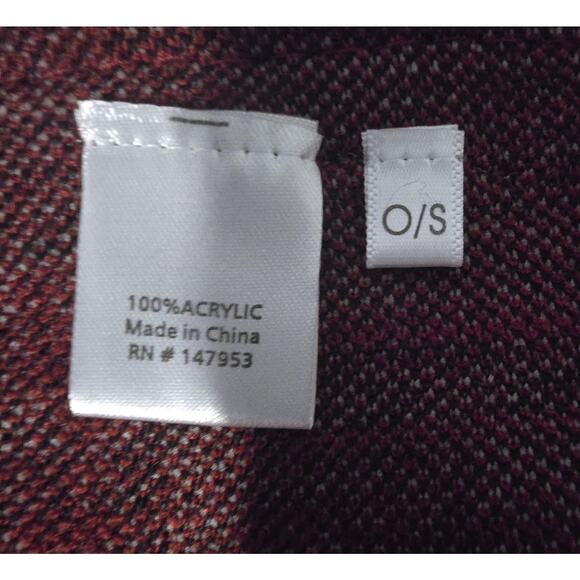 100%ACRYLIC
Made in China
RN # 147953
O/S